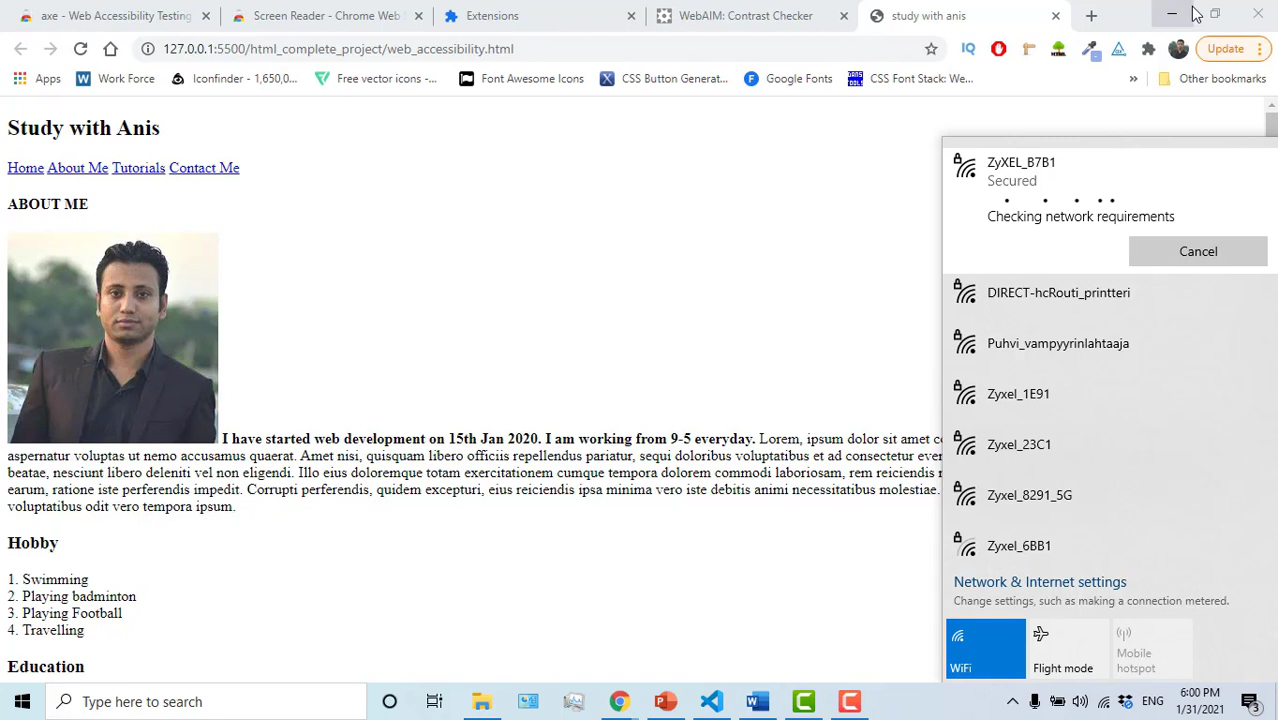 axe - Web Accessibility Testing
Screen Reader - Chrome Web
Extensions
WebAIM: Contrast Checker
study with anis
127.0.0.1:5500/html_complete_project/web_accessibility.html
Update
Apps
Work Force
Iconfinder - 1,650,0...
Free vector icons -...
Font Awesome Icons
CSS Button Generat...
Google Fonts
CSS Font Stack: We...
»
Other bookmarks
Study with Anis
Home About Me Tutorials Contact Me
ABOUT ME
I have started web development on 15th Jan 2020. I am working from 9-5 everyday. Lorem, ipsum dolor sit amet co
aspernatur voluptas ut nemo accusamus quaerat. Amet nisi, quisquam libero officiis repellendus pariatur, sequi doloribus voluptatibus et ad consectetur ever
beatae, nesciunt libero deleniti vel non eligendi. Illo eius doloremque totam exercitationem cumque tempora dolorem commodi laboriosam, rem reiciendis r
earum, ratione iste perferendis impedit. Corrupti perferendis, quidem excepturi, eius reiciendis ipsa minima vero iste debitis animi necessitatibus molestiae.
voluptatibus odit vero tempora ipsum.
Hobby
1. Swimming
2. Playing badminton
3. Playing Football
4. Travelling
Education
ZyXEL_B7B1
Secured
Checking network requirements
Cancel
DIRECT-hcRouti_printteri
Puhvi_vampyyrinlahtaaja
Zyxel_1E91
Zyxel_23C1
Zyxel_8291_5G
Zyxel_6BB1
Network & Internet settings
Change settings, such as making a connection metered.
WiFi
Flight mode
Mobile
hotspot
Type here to search
ENG
6:00 PM
1/31/2021
3